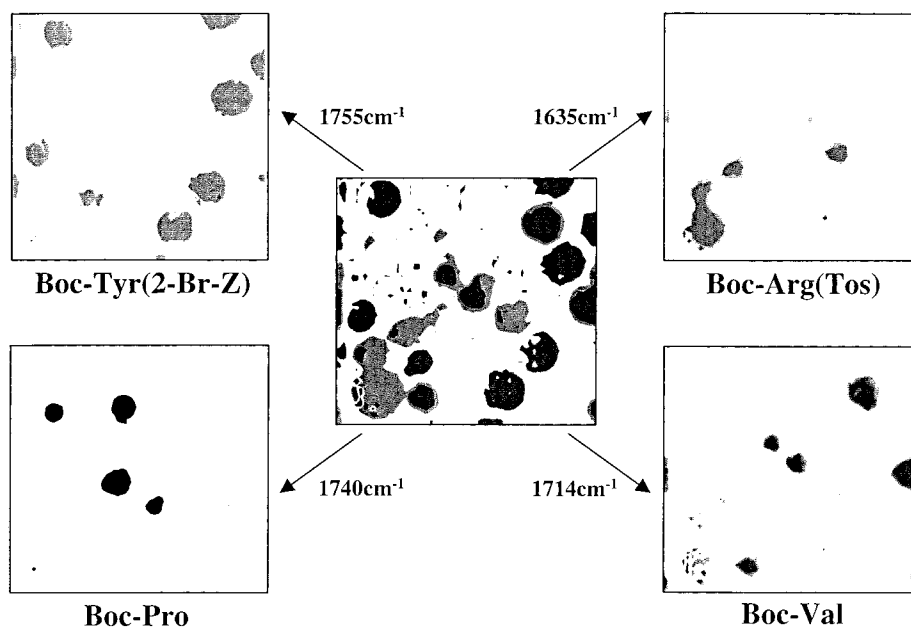 1755cm⁻¹
1635cm⁻¹
Boc-Tyr(2-Br-Z)
Boc-Arg(Tos)
1740cm⁻¹
1714cm⁻¹
Boc-Pro
Boc-Val